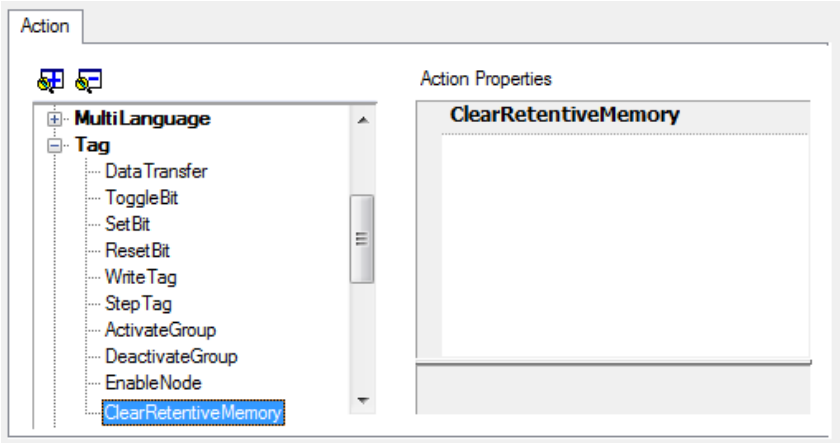 Action
Action Properties
MultiLanguage
Tag
DataTransfer
ToggleBit
SetBit
ResetBit
WriteTag
StepTag
ActivateGroup
DeactivateGroup
EnableNode
ClearRetentiveMemory
ClearRetentiveMemory